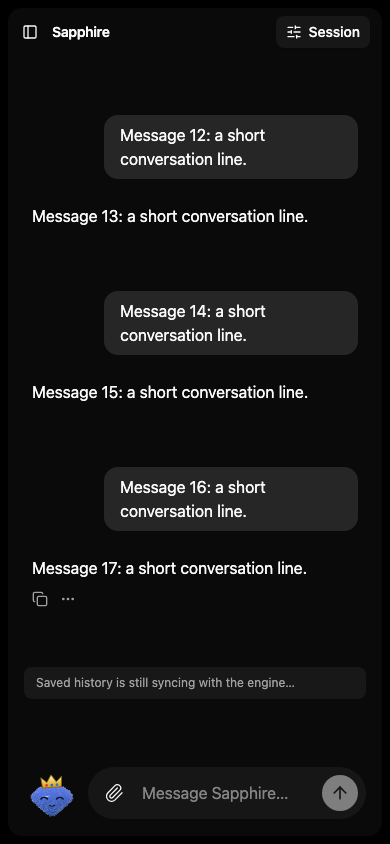 Sapphire
Session
Message 12: a short
conversation line.
Message 13: a short conversation line.
Message 14: a short
conversation line.
Message 15: a short conversation line.
Message 16: a short
conversation line.
Message 17: a short conversation line.
Saved history is still syncing with the engine...
Message Sapphire...